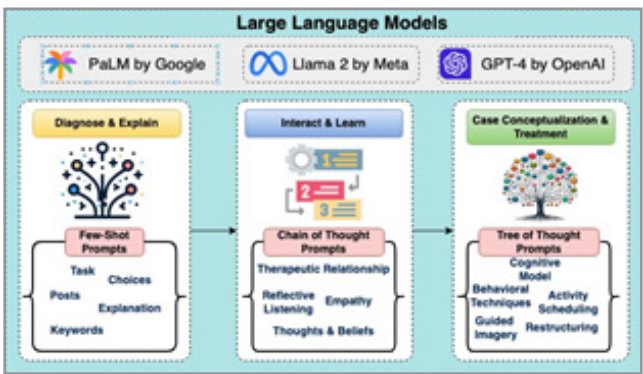 Large Language Models
PaLM by Google
Llama 2 by Meta
GPT-4 by OpenAI
Diagnose & Explain
Few-Shot
Prompts
Task
Choices
Posts
Explanation
Keywords
Interact & Learn
1
2
3
Chain of Thought
Prompts
Therapeutic Relationship
Reflective
Listening
Empathy
Thoughts & Beliefs
Case Conceptualization &
Treatment
Tree of Thought
Prompts
Cognitive
Model
Behavioral
Techniques
Activity
Scheduling
Guided
Imagery
Restructuring